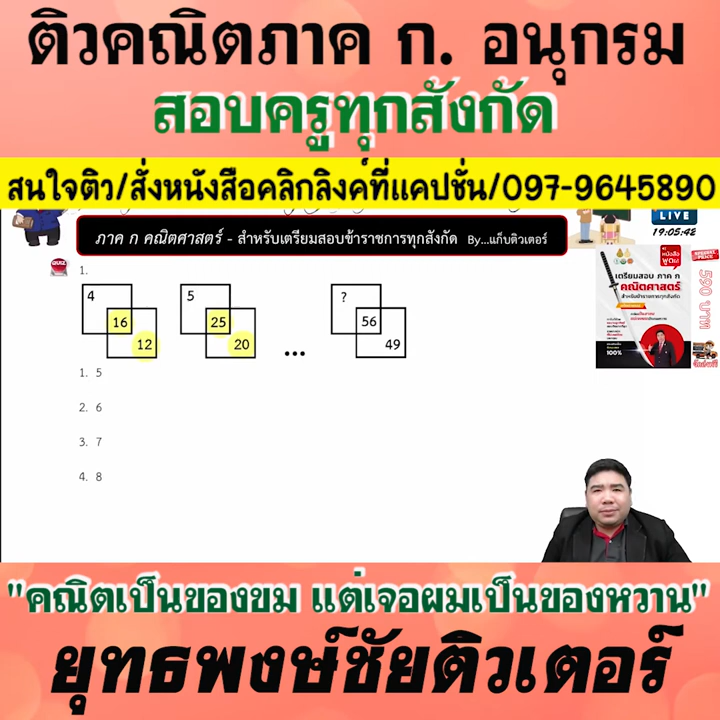 ติวคณิตภาค ก. อนุกรม
สอบครูทุกสังกัด
สนใจติว/สั่งหนังสือคลิกลิงค์ที่แคปชั่น/097-9645890
LIVE
19:05:42
ภาค ก คณิตศาสตร์ - สำหรับเตรียมสอบข้าราชการทุกสังกัด By...แก็บติวเตอร์
QUIZ
1.
4 5 ?
16 25 56
12 20 ... 49
1. 5
2. 6
3. 7
4. 8
เตรียมสอบ ภาค ก
คณิตศาสตร์
100%
590 บาท
"คณิตเป็นของขม แต่เจอผมเป็นของหวาน"
ยุทธพงษ์ชัยติวเตอร์